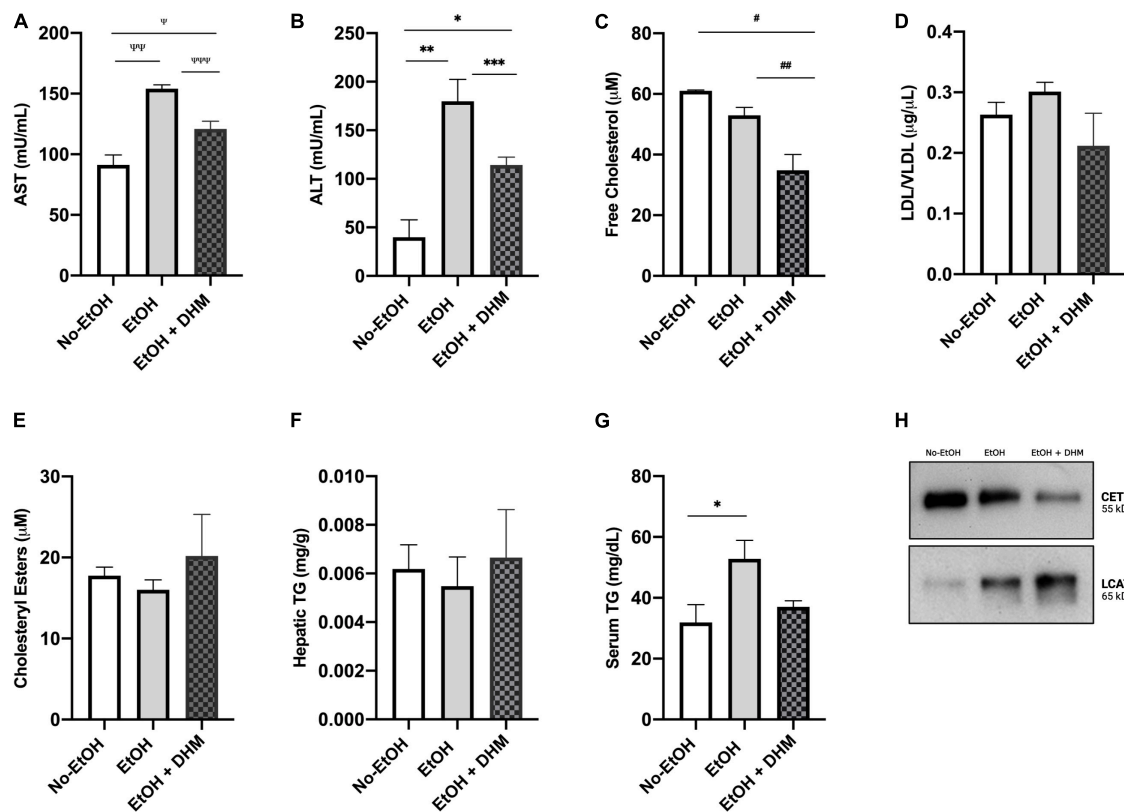 A
AST (mU/mL)
200
150
100
50
0
Ψ
ΨΨ
ΨΨΨ
No-EtOH
EtOH
EtOH + DHM
B
ALT (mU/mL)
250
200
150
100
50
0
*
**
***
No-EtOH
EtOH
EtOH + DHM
C
Free Cholesterol (μM)
80
60
40
20
0
#
##
No-EtOH
EtOH
EtOH + DHM
D
LDL/VLDL (μg/μL)
0.4
0.3
0.2
0.1
0.0
No-EtOH
EtOH
EtOH + DHM
E
Cholesteryl Esters (μM)
30
20
10
0
No-EtOH
EtOH
EtOH + DHM
F
Hepatic TG (mg/g)
0.010
0.008
0.006
0.004
0.002
0.000
No-EtOH
EtOH
EtOH + DHM
G
Serum TG (mg/dL)
80
60
40
20
0
*
No-EtOH
EtOH
EtOH + DHM
H
No-EtOH EtOH EtOH + DHM
CET
55 kD
LCA
65 kD